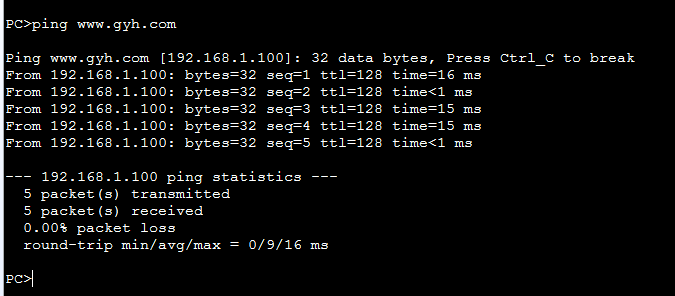 PC>ping www.gyh.com
Ping www.gyh.com [192.168.1.100]: 32 data bytes, Press Ctrl_C to break
From 192.168.1.100: bytes=32 seq=1 ttl=128 time=16 ms
From 192.168.1.100: bytes=32 seq=2 ttl=128 time<1 ms
From 192.168.1.100: bytes=32 seq=3 ttl=128 time=15 ms
From 192.168.1.100: bytes=32 seq=4 ttl=128 time=15 ms
From 192.168.1.100: bytes=32 seq=5 ttl=128 time<1 ms
--- 192.168.1.100 ping statistics ---
5 packet(s) transmitted
5 packet(s) received
0.00% packet loss
round-trip min/avg/max = 0/9/16 ms
PC>